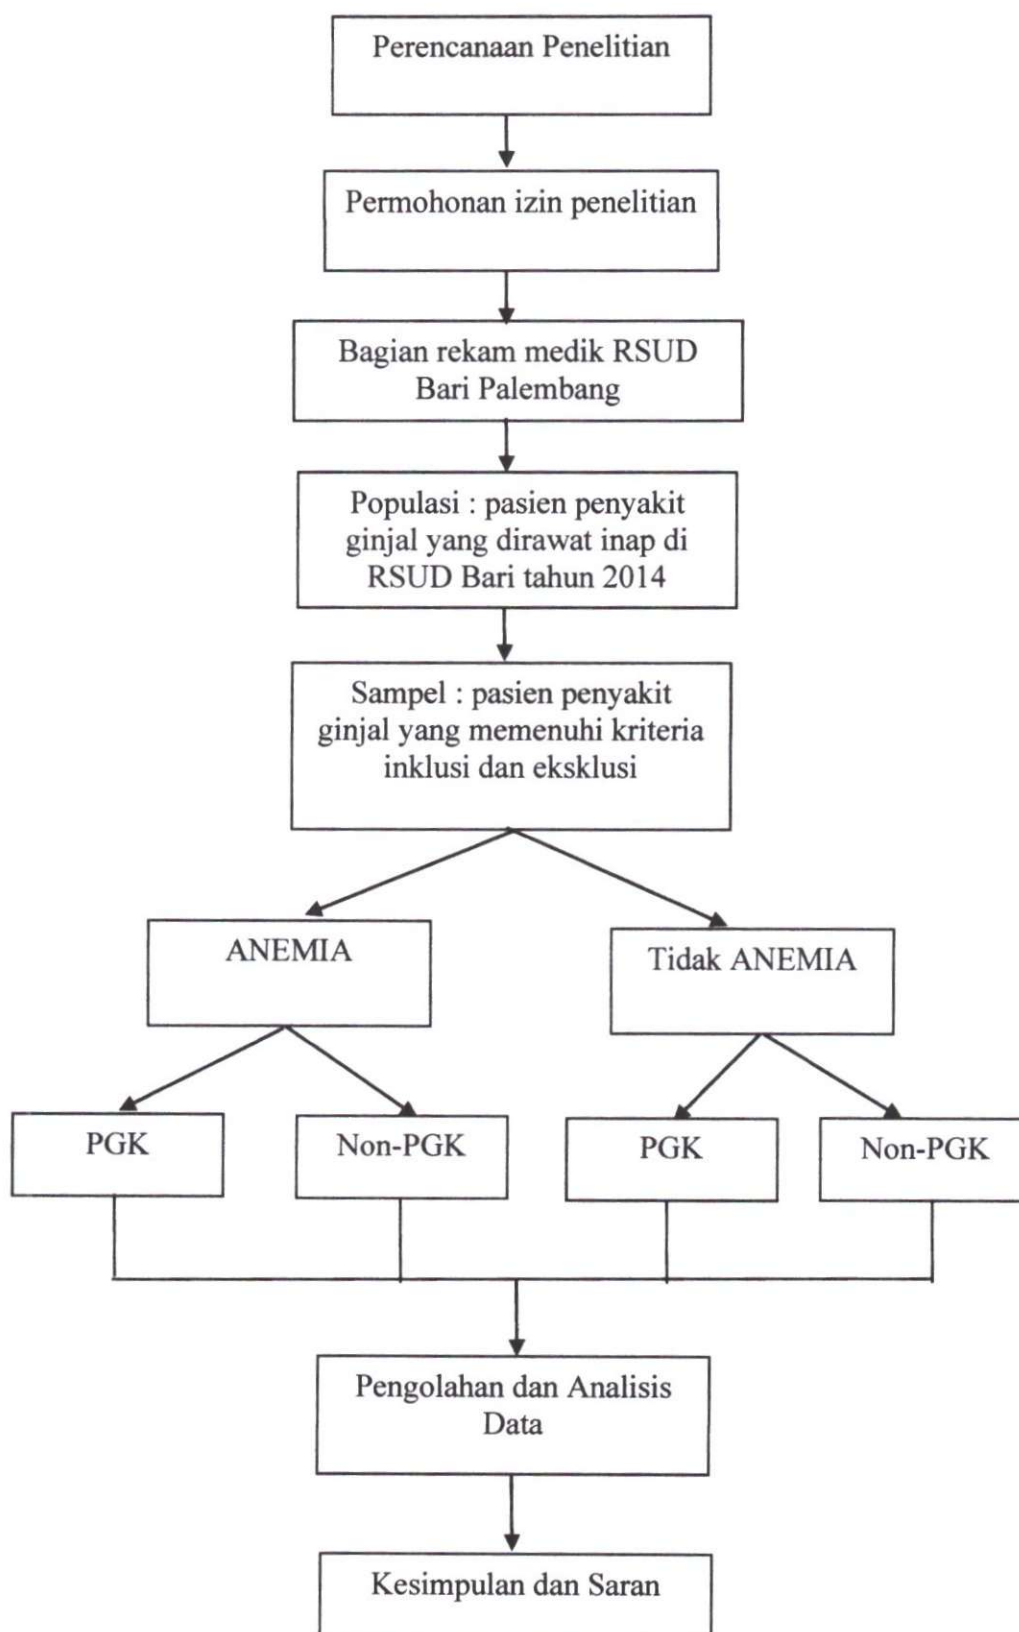 Perencanaan Penelitian
Permohonan izin penelitian
Bagian rekam medik RSUD
Bari Palembang
Populasi : pasien penyakit
ginjal yang dirawat inap di
RSUD Bari tahun 2014
Sampel : pasien penyakit
ginjal yang memenuhi kriteria
inklusi dan eksklusi
ANEMIA
Tidak ANEMIA
PGK
Non-PGK
PGK
Non-PGK
Pengolahan dan Analisis
Data
Kesimpulan dan Saran